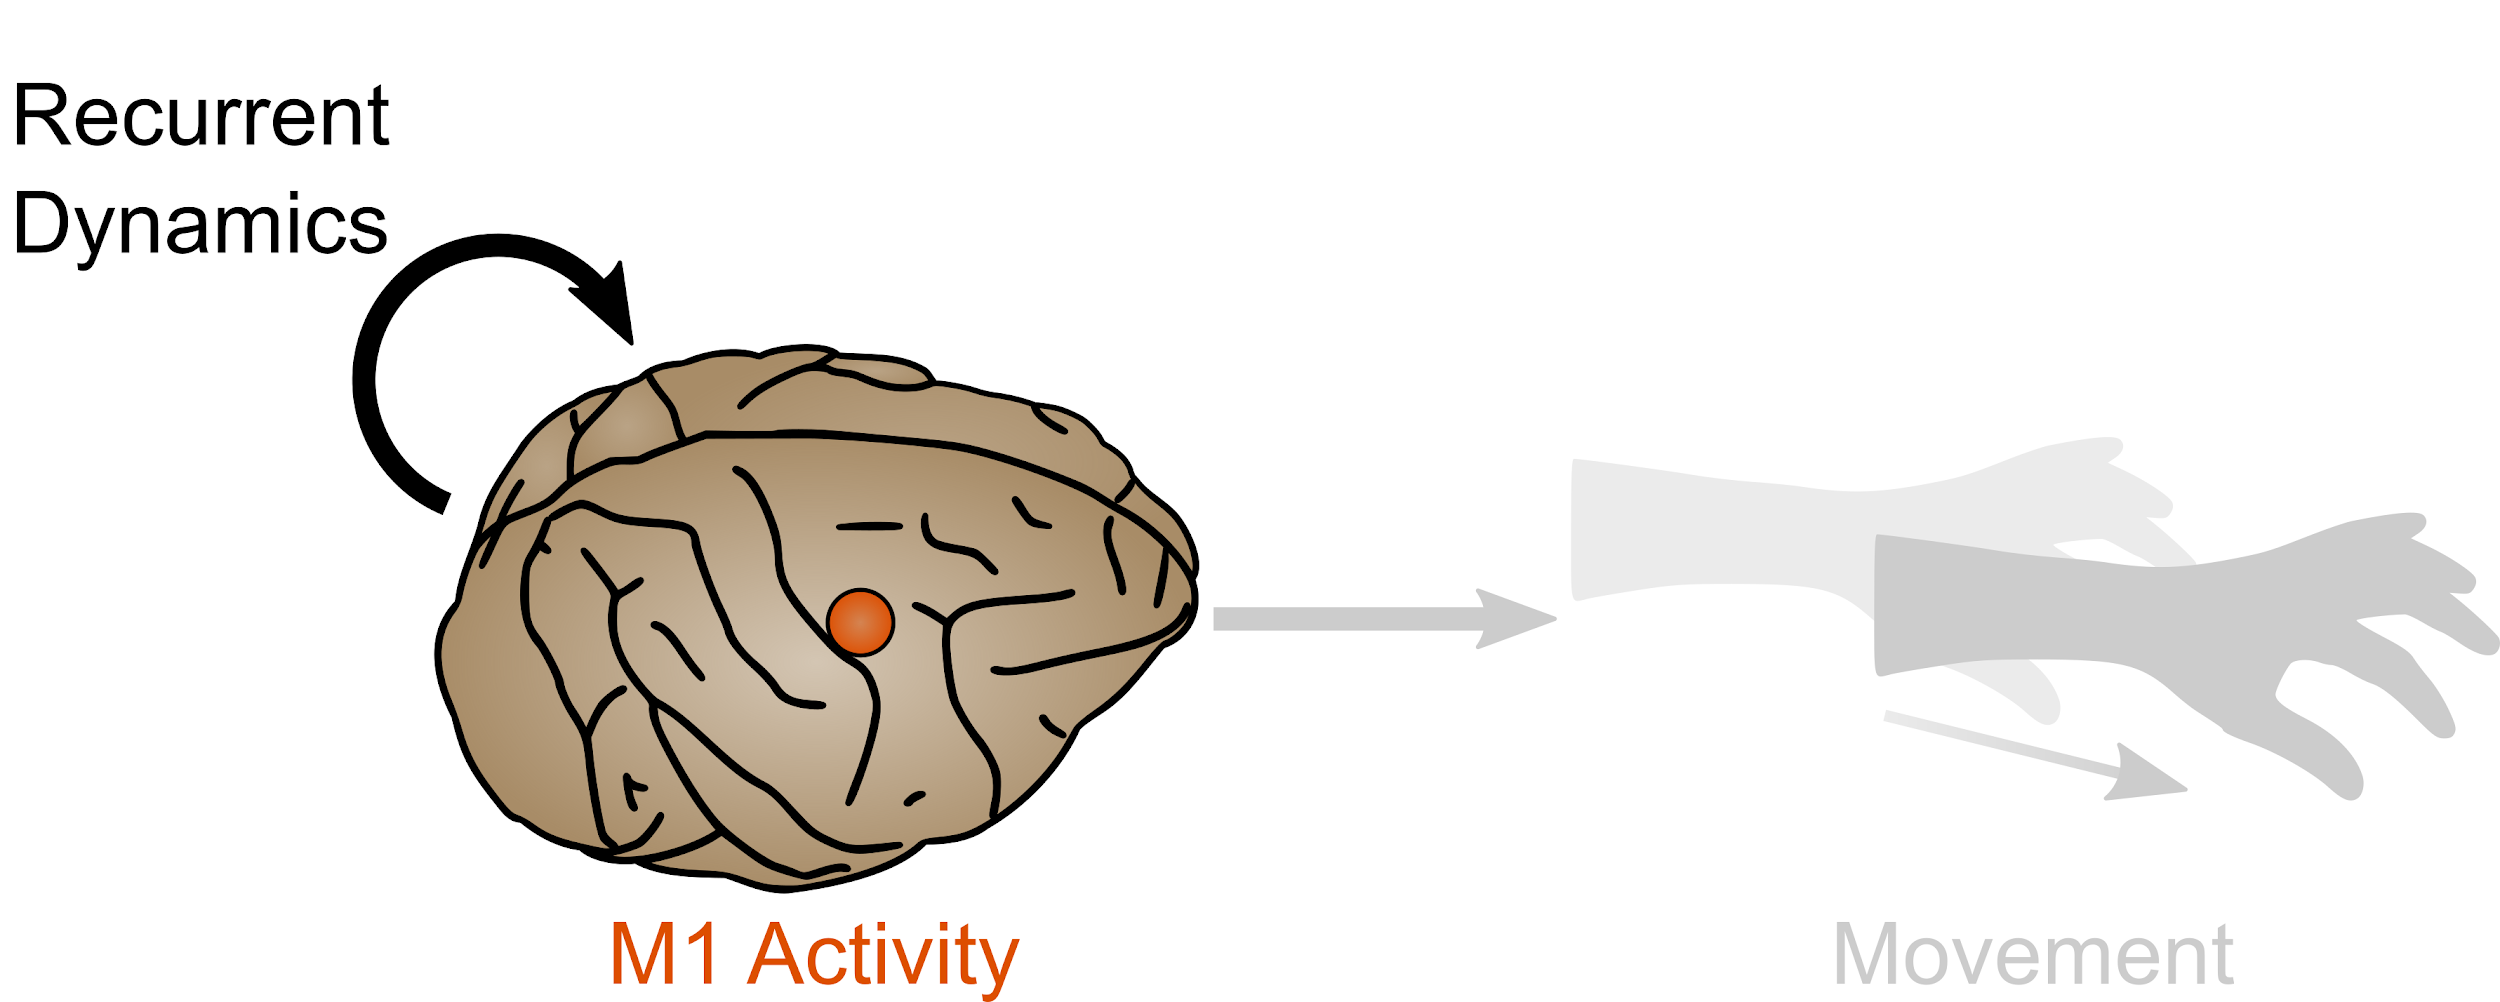 Recurrent
Dynamics
M1 Activity
Movement